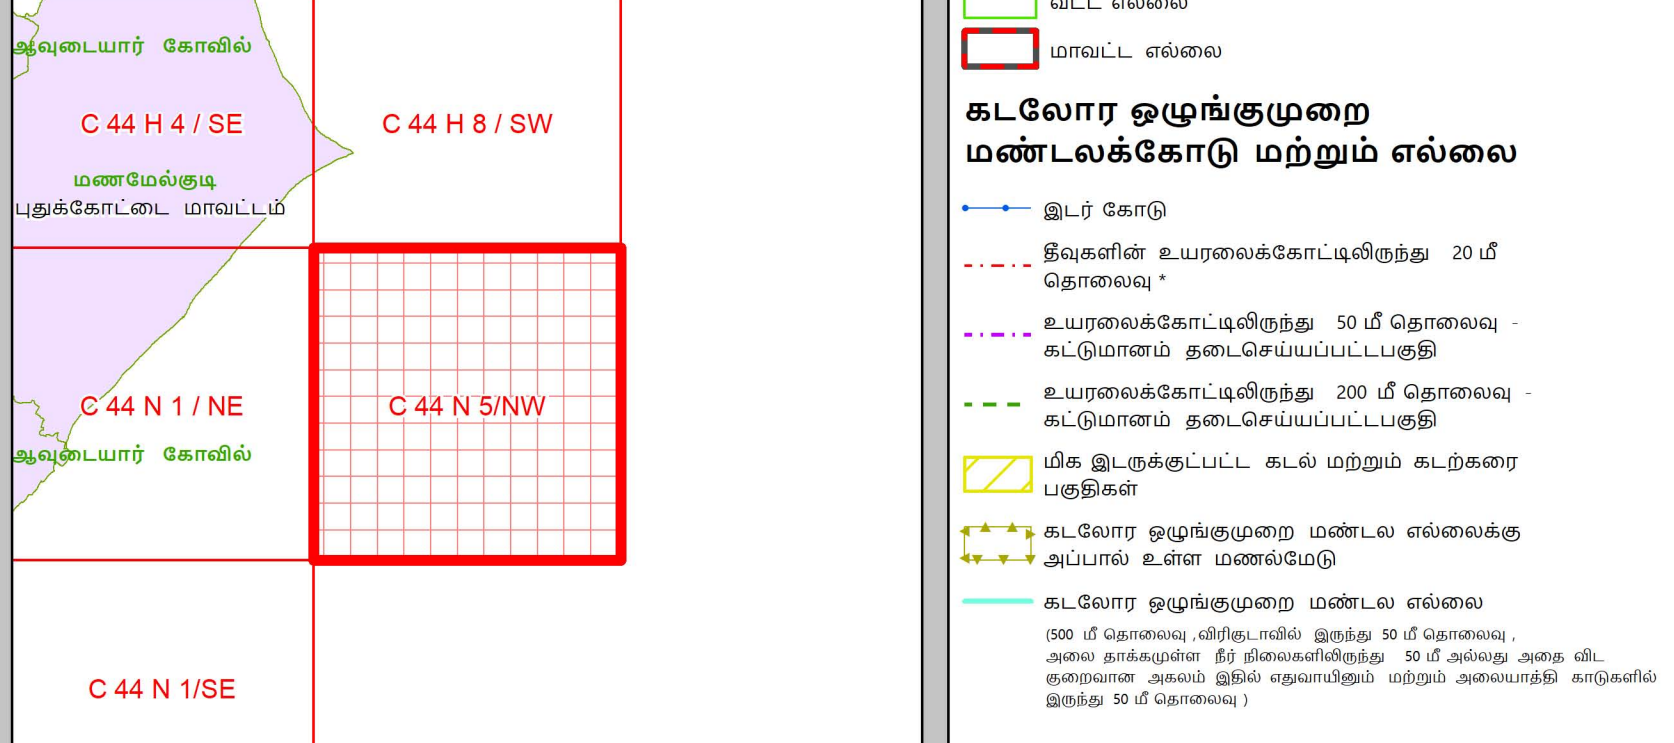 ஆவுடையார் கோவில்
C 44 H 4 / SE
C 44 H 8 / SW
மணமேல்குடி
புதுக்கோட்டை மாவட்டம்
C 44 N 1 / NE
C 44 N 5/NW
ஆவுடையார் கோவில்
C 44 N 1/SE
வட்ட எல்லை
மாவட்ட எல்லை
கடலோர ஒழுங்குமுறை
மண்டலக்கோடு மற்றும் எல்லை
இடர் கோடு
தீவுகளின் உயரலைக்கோட்டிலிருந்து 20 மீ
தொலைவு *
உயரலைக்கோட்டிலிருந்து 50 மீ தொலைவு -
கட்டுமானம் தடைசெய்யப்பட்டபகுதி
உயரலைக்கோட்டிலிருந்து 200 மீ தொலைவு -
கட்டுமானம் தடைசெய்யப்பட்டபகுதி
மிக இடருக்குட்பட்ட கடல் மற்றும் கடற்கரை
பகுதிகள்
கடலோர ஒழுங்குமுறை மண்டல எல்லைக்கு
அப்பால் உள்ள மணல்மேடு
கடலோர ஒழுங்குமுறை மண்டல எல்லை
(500 மீ தொலைவு ,விரிகுடாவில் இருந்து 50 மீ தொலைவு ,
அலை தாக்கமுள்ள நீர் நிலைகளிலிருந்து 50 மீ அல்லது அதை விட
குறைவான அகலம் இதில் எதுவாயினும் மற்றும் அலையாத்தி காடுகளில்
இருந்து 50 மீ தொலைவு )